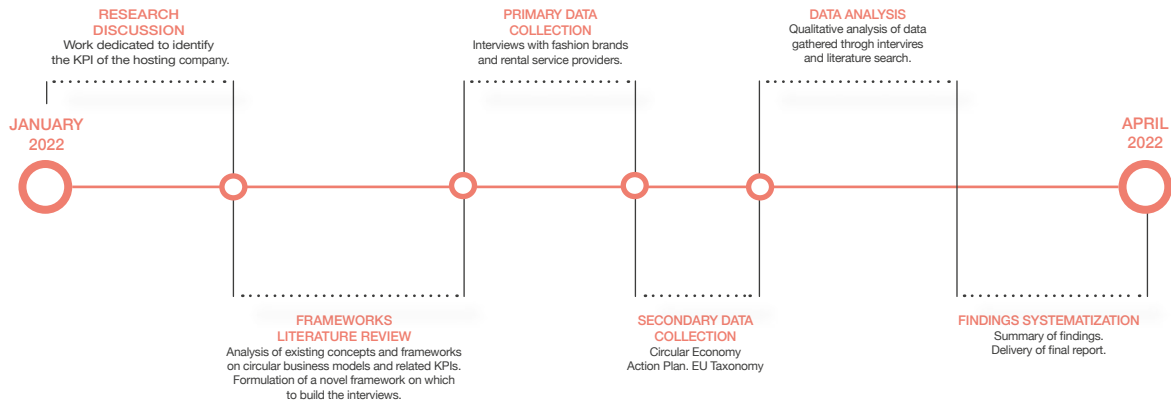 RESEARCH
DISCUSSION
Work dedicated to identify
the KPI of the hosting company.
PRIMARY DATA
COLLECTION
Interviews with fashion brands
and rental service providers.
DATA ANALYSIS
Qualitative analysis of data
gathered throgh intervires
and literature search.
JANUARY
2022
APRIL
2022
FRAMEWORKS
LITERATURE REVIEW
Analysis of existing concepts and frameworks
on circular business models and related KPIs.
Formulation of a novel framework on which
to build the interviews.
SECONDARY DATA
COLLECTION
Circular Economy
Action Plan. EU Taxonomy
FINDINGS SYSTEMATIZATION
Summary of findings.
Delivery of final report.